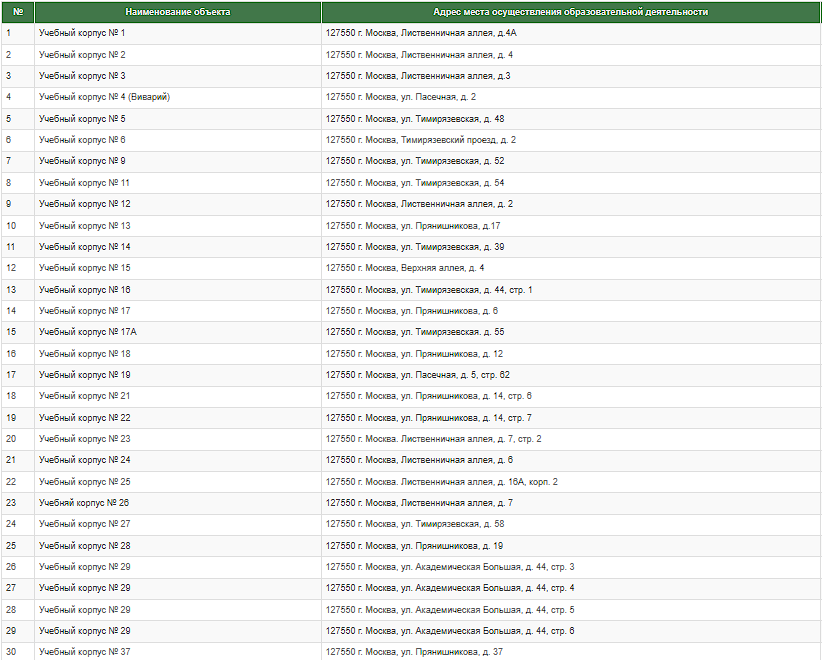 № Наименование объекта Адрес места осуществления образовательной деятельности
1 Учебный корпус № 1 127550 г. Москва, Лиственничная аллея, д.4А
2 Учебный корпус № 2 127550 г. Москва, Лиственничная аллея, д. 4
3 Учебный корпус № 3 127550 г. Москва, Лиственничная аллея, д.3
4 Учебный корпус № 4 (Виварий) 127550 г. Москва, ул. Пасечная, д. 2
5 Учебный корпус № 5 127550 г. Москва, ул. Тимирязевская, д. 48
6 Учебный корпус № 6 127550 г. Москва, Тимирязевский проезд, д. 2
7 Учебный корпус № 9 127550 г. Москва, ул. Тимирязевская, д. 52
8 Учебный корпус № 11 127550 г. Москва, ул. Тимирязевская, д. 54
9 Учебный корпус № 12 127550 г. Москва, Лиственничная аллея, д. 2
10 Учебный корпус № 13 127550 г. Москва, ул. Прянишникова, д.17
11 Учебный корпус № 14 127550 г. Москва, ул. Тимирязевская, д. 39
12 Учебный корпус № 15 127550 г. Москва, Верхняя аллея, д. 4
13 Учебный корпус № 16 127550 г. Москва, ул. Тимирязевская, д. 44, стр. 1
14 Учебный корпус № 17 127550 г. Москва, ул. Прянишникова, д. 6
15 Учебный корпус № 17А 127550 г. Москва, ул. Тимирязевская. д. 55
16 Учебный корпус № 18 127550 г. Москва, ул. Прянишникова, д. 12
17 Учебный корпус № 19 127550 г. Москва, ул. Пасечная, д. 5, стр. 62
18 Учебный корпус № 21 127550 г. Москва, ул. Прянишникова, д. 14, стр. 6
19 Учебный корпус № 22 127550 г. Москва, ул. Прянишникова, д. 14, стр. 7
20 Учебный корпус № 23 127550 г. Москва. Лиственничная аллея, д. 7, стр. 2
21 Учебный корпус № 24 127550 г. Москва, Лиственничная аллея, д. 6
22 Учебный корпус № 25 127550 г. Москва. Лиственничная аллея, д. 16А, корп. 2
23 Учебняй корпус № 26 127550 г. Москва, Лиственничная аллея, д. 7
24 Учебный корпус № 27 127550 г. Москва, ул. Тимирязевская, д. 58
25 Учебный корпус № 28 127550 г. Москва, ул. Прянишникова, д. 19
26 Учебный корпус № 29 127550 г. Москва, ул. Академическая Большая, д. 44, стр. 3
27 Учебный корпус № 29 127550 г. Москва, ул. Академическая Большая, д. 44, стр. 4
28 Учебный корпус № 29 127550 г. Москва, ул. Академическая Большая, д. 44, стр. 5
29 Учебный корпус № 29 127550 г. Москва, ул. Академическая Большая, д. 44, стр. 6
30 Учебный корпус № 37 127550 г. Москва, ул. Прянишникова, д. 37